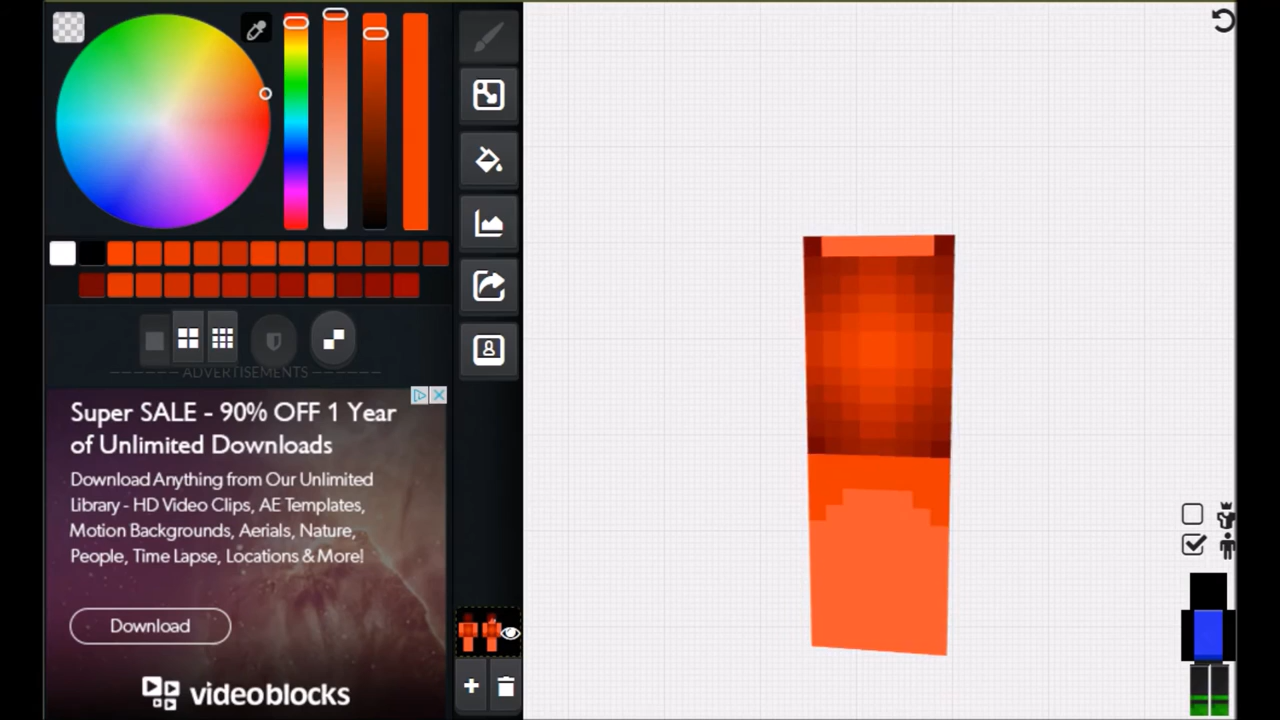 ADVERTISEMENTS
Super SALE - 90% OFF 1 Year
of Unlimited Downloads
Download Anything from Our Unlimited
Library - HD Video Clips, AE Templates,
Motion Backgrounds, Aerials, Nature,
People, Time Lapse, Locations & More!
Download
videoblocks